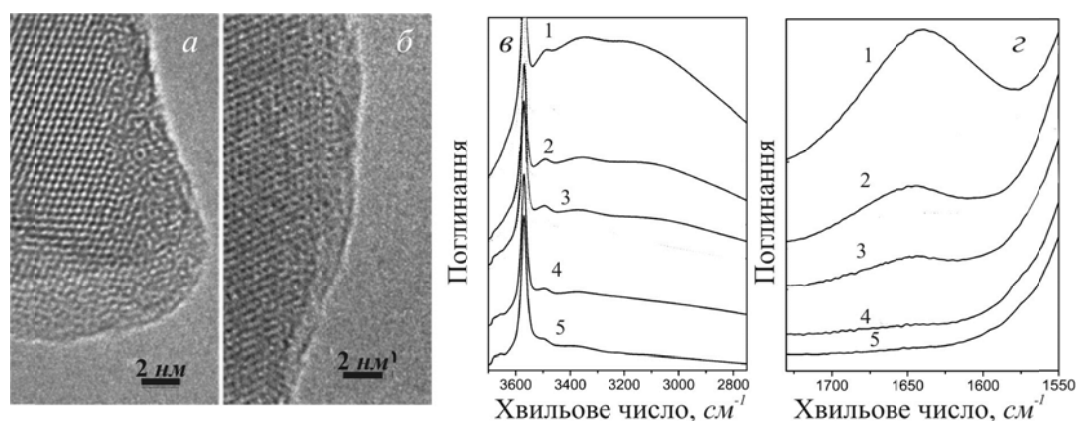 а
2 нм
б
2 нм
в
1
2
3
4
5
Поглинання
3600 3400 3200 3000 2800
Хвильове число, см⁻¹
г
1
2
3
4
5
Поглинання
1700 1650 1600 1550
Хвильове число, см⁻¹